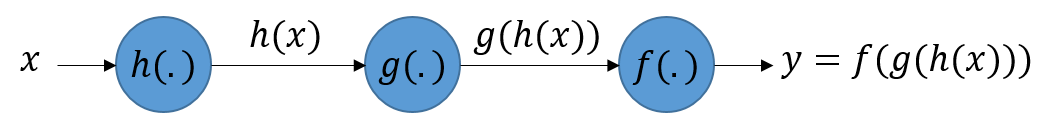 x h(.) h(x) g(.) g(h(x)) f(.) y = f(g(h(x)))